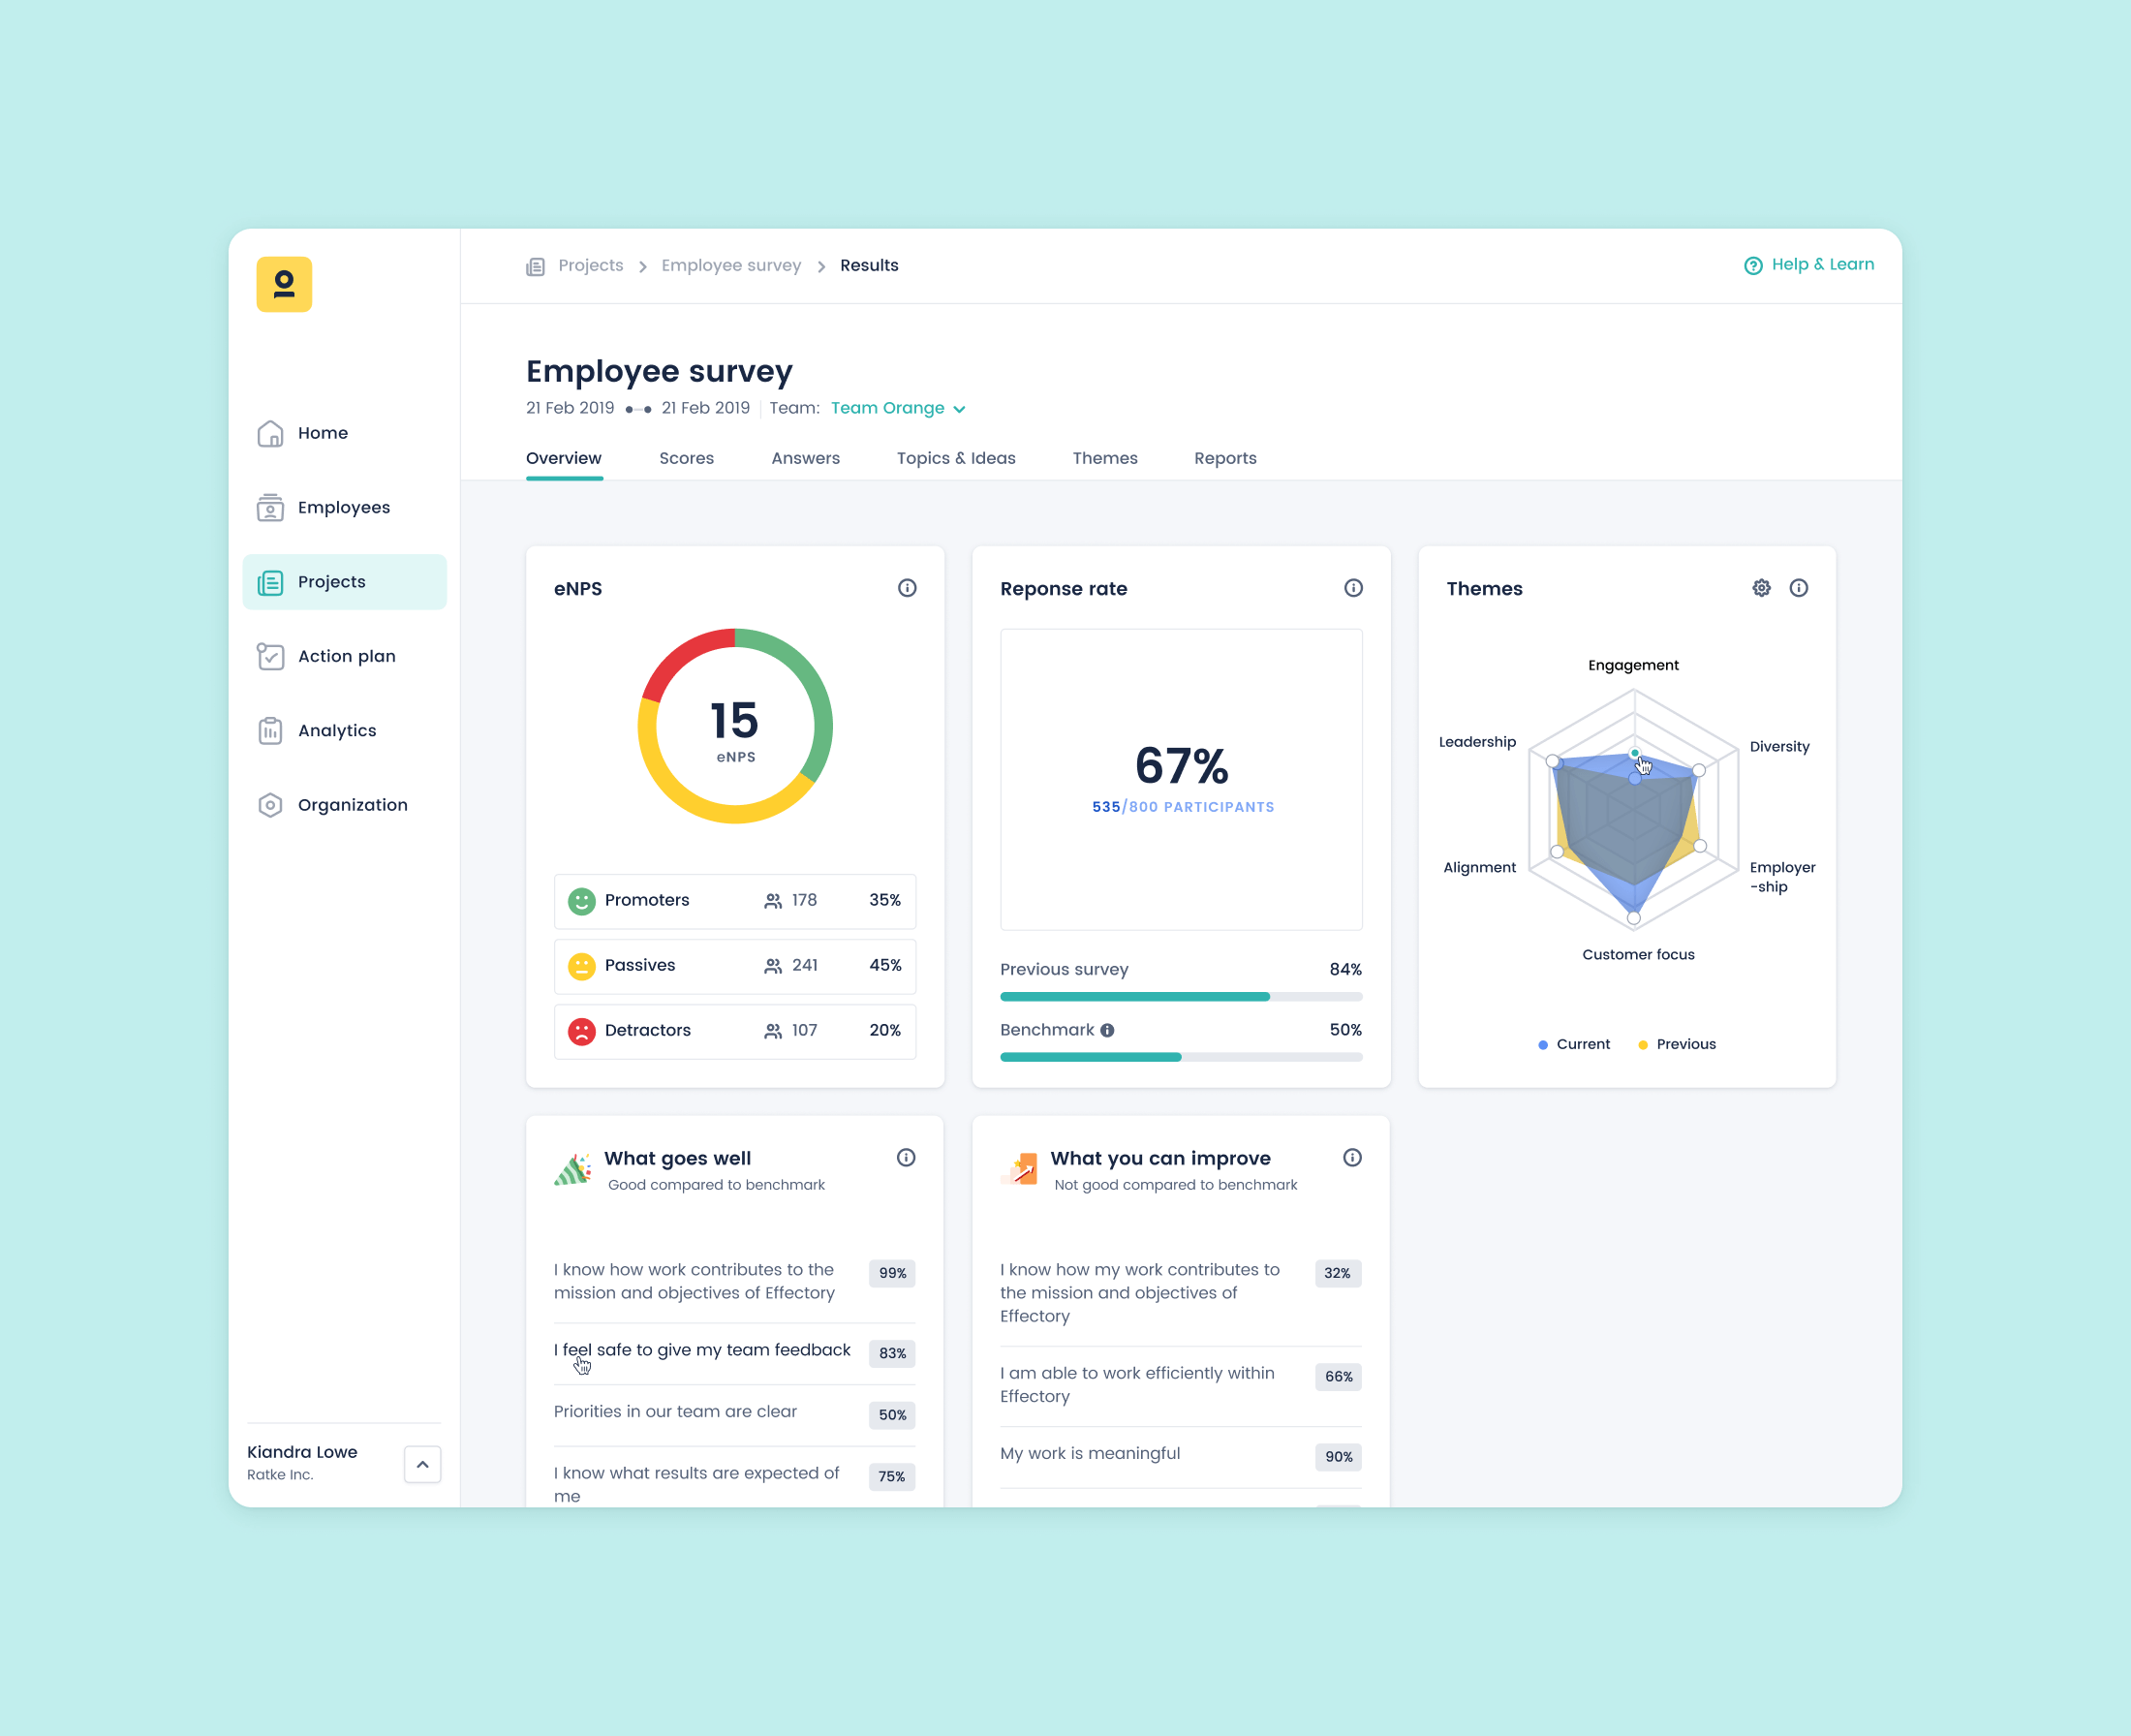 Projects > Employee survey > Results
Help & Learn
Home
Employees
Projects
Action plan
Analytics
Organization
Kiandra Lowe
Ratke Inc.
Employee survey
21 Feb 2019 21 Feb 2019 Team: Team Orange
Overview Scores Answers Topics & Ideas Themes Reports
eNPS
15
eNPS
Promoters 178 35%
Passives 241 45%
Detractors 107 20%
Reponse rate
67%
535/800 PARTICIPANTS
Previous survey 84%
Benchmark 50%
Themes
Engagement
Leadership
Diversity
Alignment
Employer
-ship
Customer focus
Current Previous
What goes well
Good compared to benchmark
I know how work contributes to the 99%
mission and objectives of Effectory
I feel safe to give my team feedback 83%
Priorities in our team are clear 50%
I know what results are expected of 75%
me
What you can improve
Not good compared to benchmark
I know how my work contributes to 32%
the mission and objectives of
Effectory
I am able to work efficiently within 66%
Effectory
My work is meaningful 90%